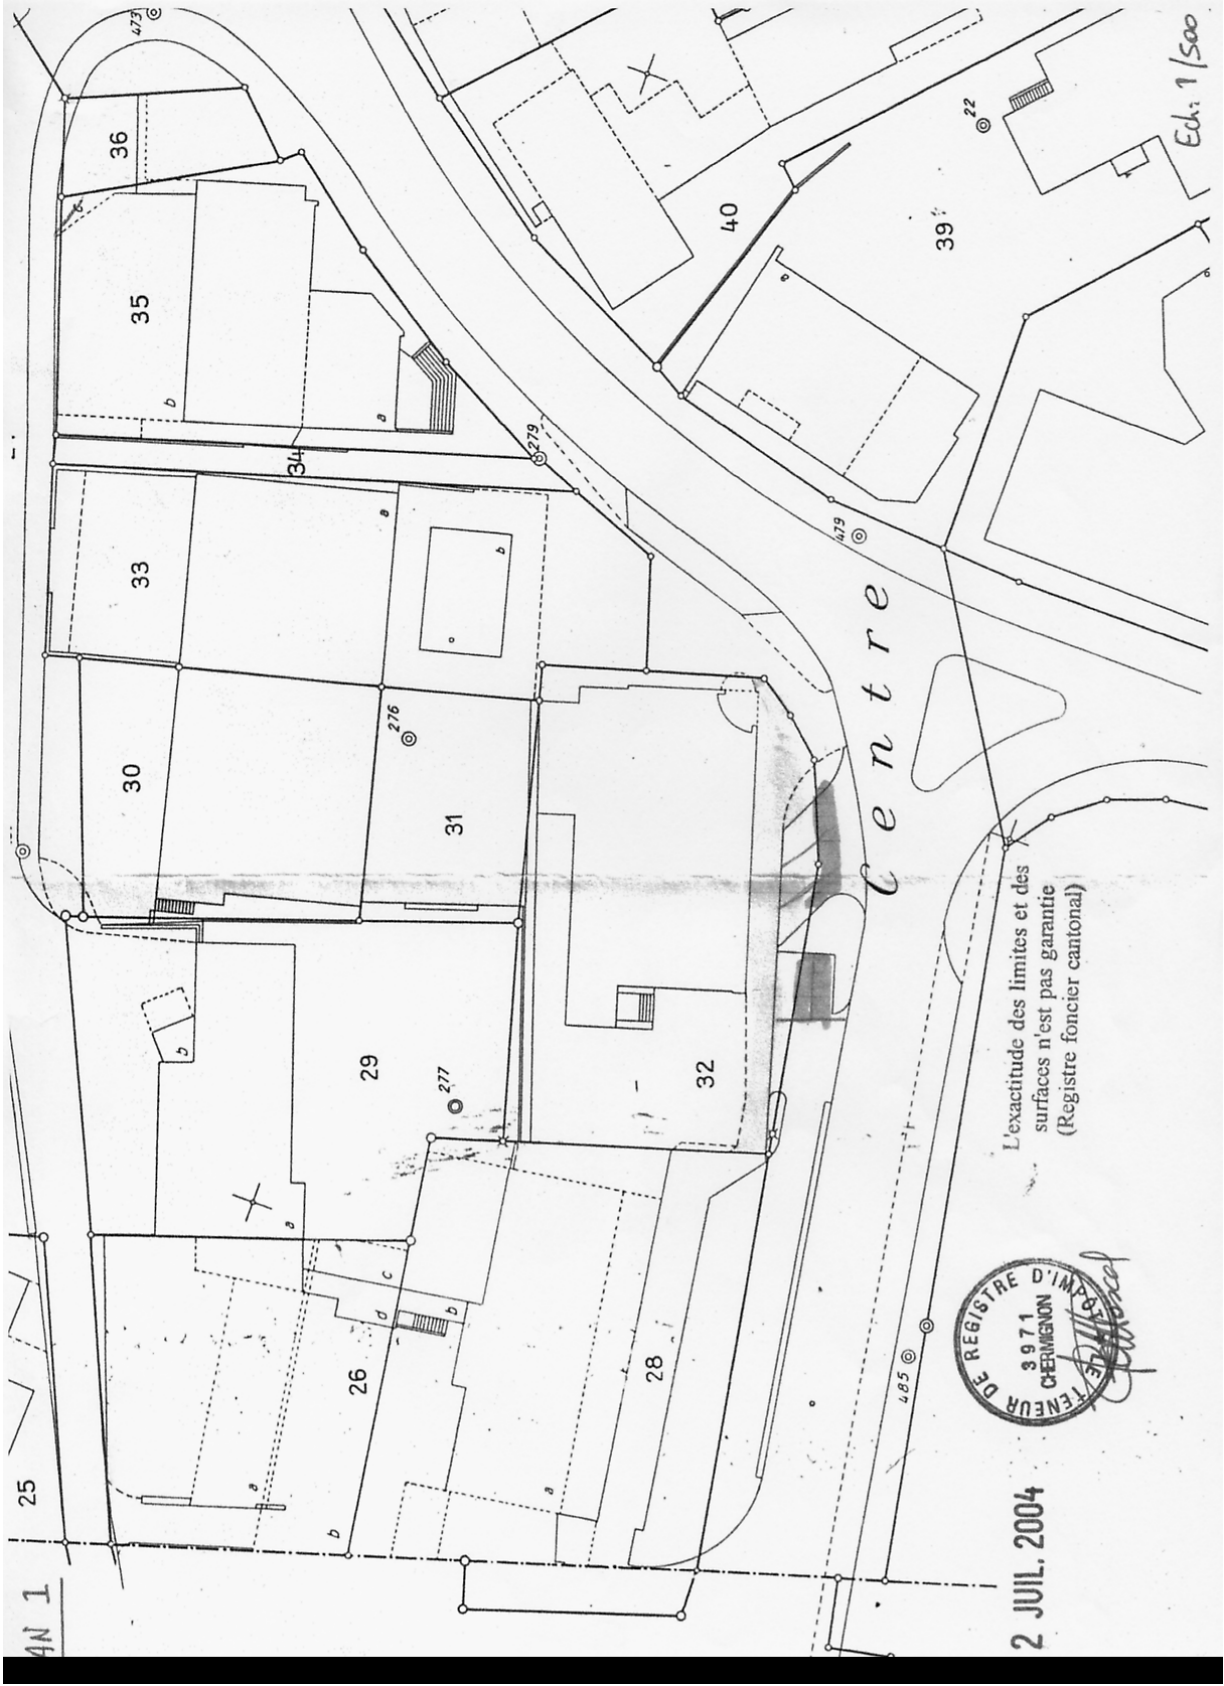 473
36
22
Ech: 1/500
40
39
35
b
a
a
279
34
479
33
a
b
Centre
276
30
31
L'exactitude des limites et des
surfaces n'est pas garantie
(Registre foncier cantonal)
29
b
277
32
a
c
d
b
26
28
485
TENEUR DE REGISTRE D'IMPÔT
3971
CHERMIGNON
25
a
a
b
2 JUIL. 2004
AN 1